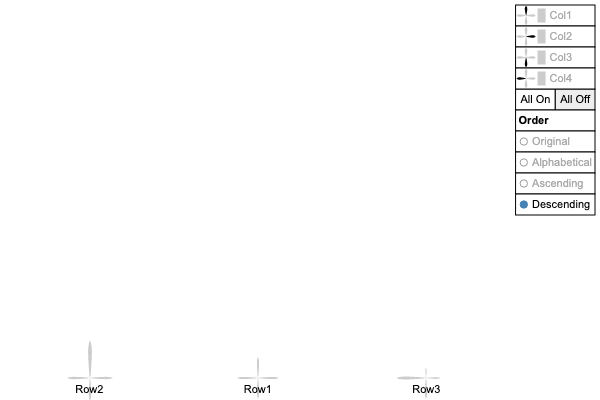 Col1
Col2
Col3
Col4
All On All Off
Order
Original
Alphabetical
Ascending
Descending
Row2 Row1 Row3